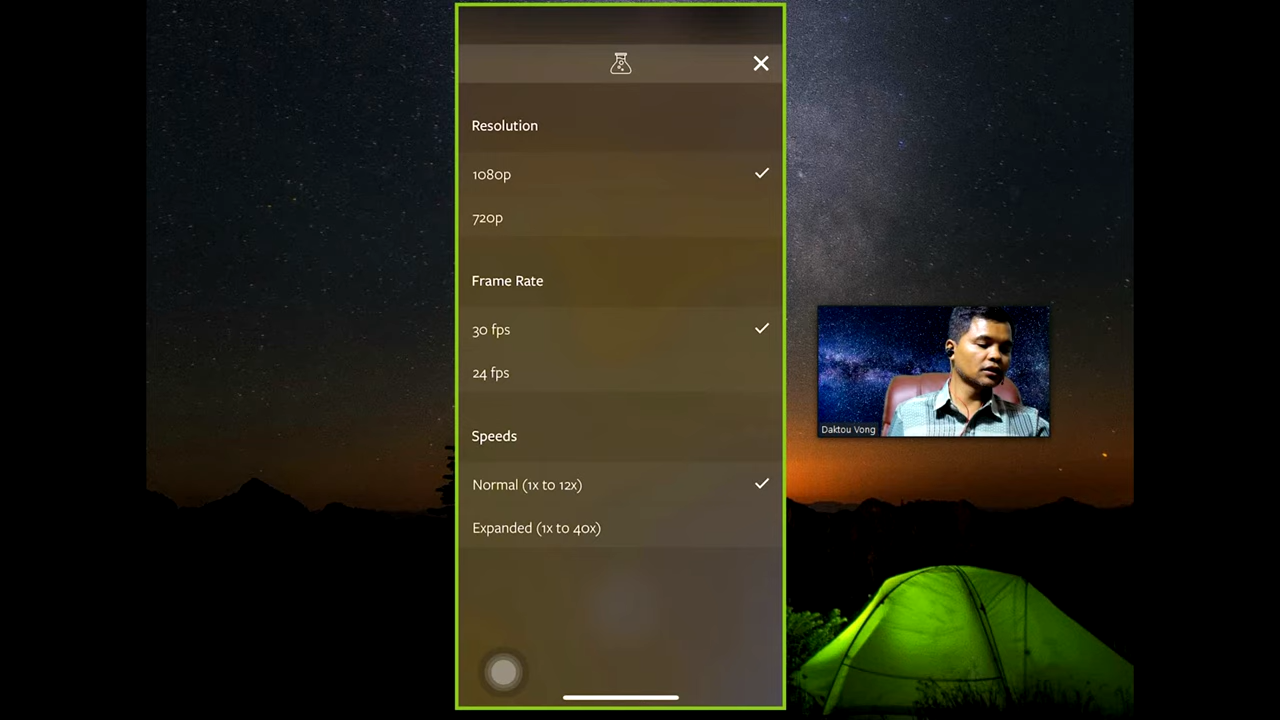 Resolution
1080p
720p
Frame Rate
30 fps
24 fps
Speeds
Normal (1x to 12x)
Expanded (1x to 40x)
Daktou Vong